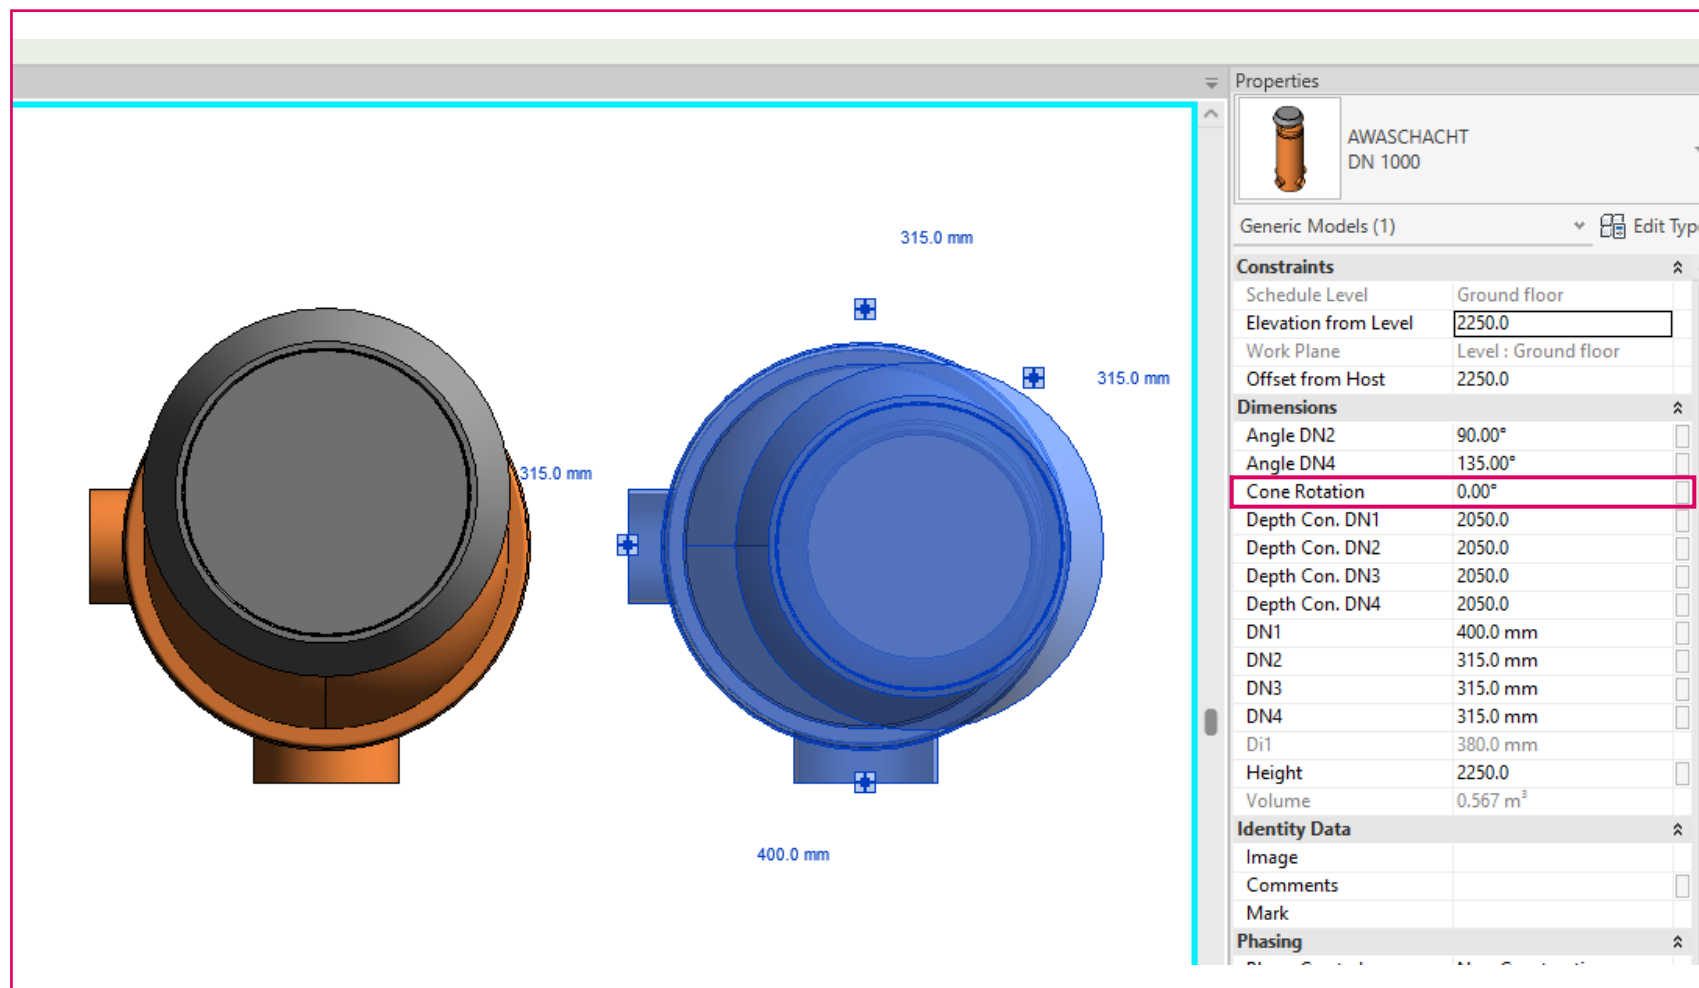 Properties
AWASCHACHT
DN 1000
Generic Models (1)
Edit Typ
Constraints
Schedule Level Ground floor
Elevation from Level 2250.0
Work Plane Level : Ground floor
Offset from Host 2250.0
Dimensions
Angle DN2 90.00°
Angle DN4 135.00°
Cone Rotation 0.00°
Depth Con. DN1 2050.0
Depth Con. DN2 2050.0
Depth Con. DN3 2050.0
Depth Con. DN4 2050.0
DN1 400.0 mm
DN2 315.0 mm
DN3 315.0 mm
DN4 315.0 mm
Di1 380.0 mm
Height 2250.0
Volume 0.567 m³
Identity Data
Image
Comments
Mark
Phasing
315.0 mm
315.0 mm
315.0 mm
400.0 mm